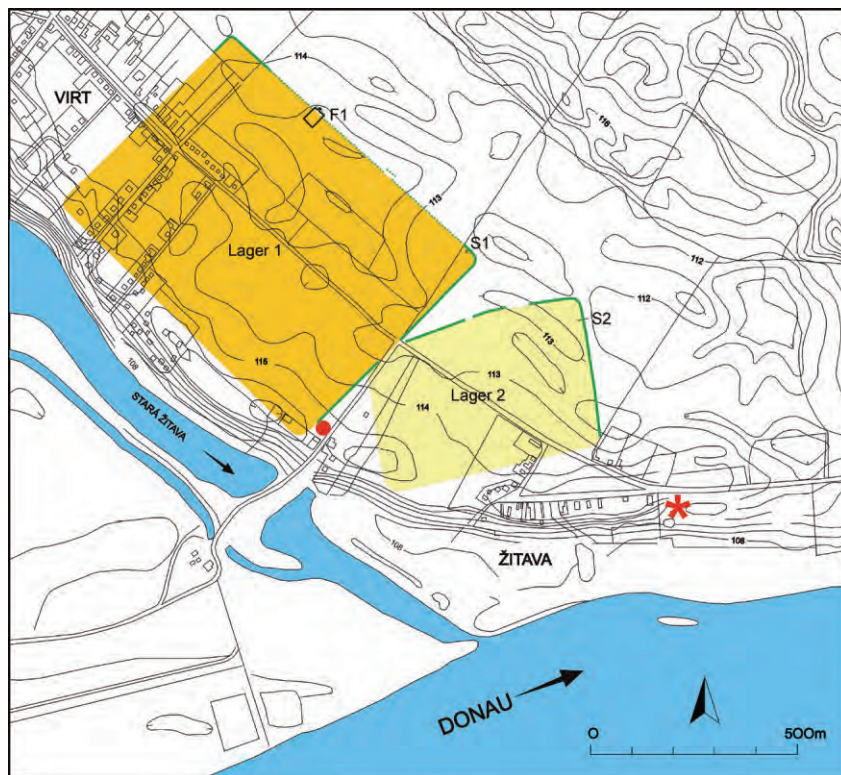 114
VIRT
F1
116
113
Lager 1
S1
112
112
S2
113
115
113
108
114
Lager 2
STARA ŽITAVA
108
108
ŽITAVA
DONAU
0 500m